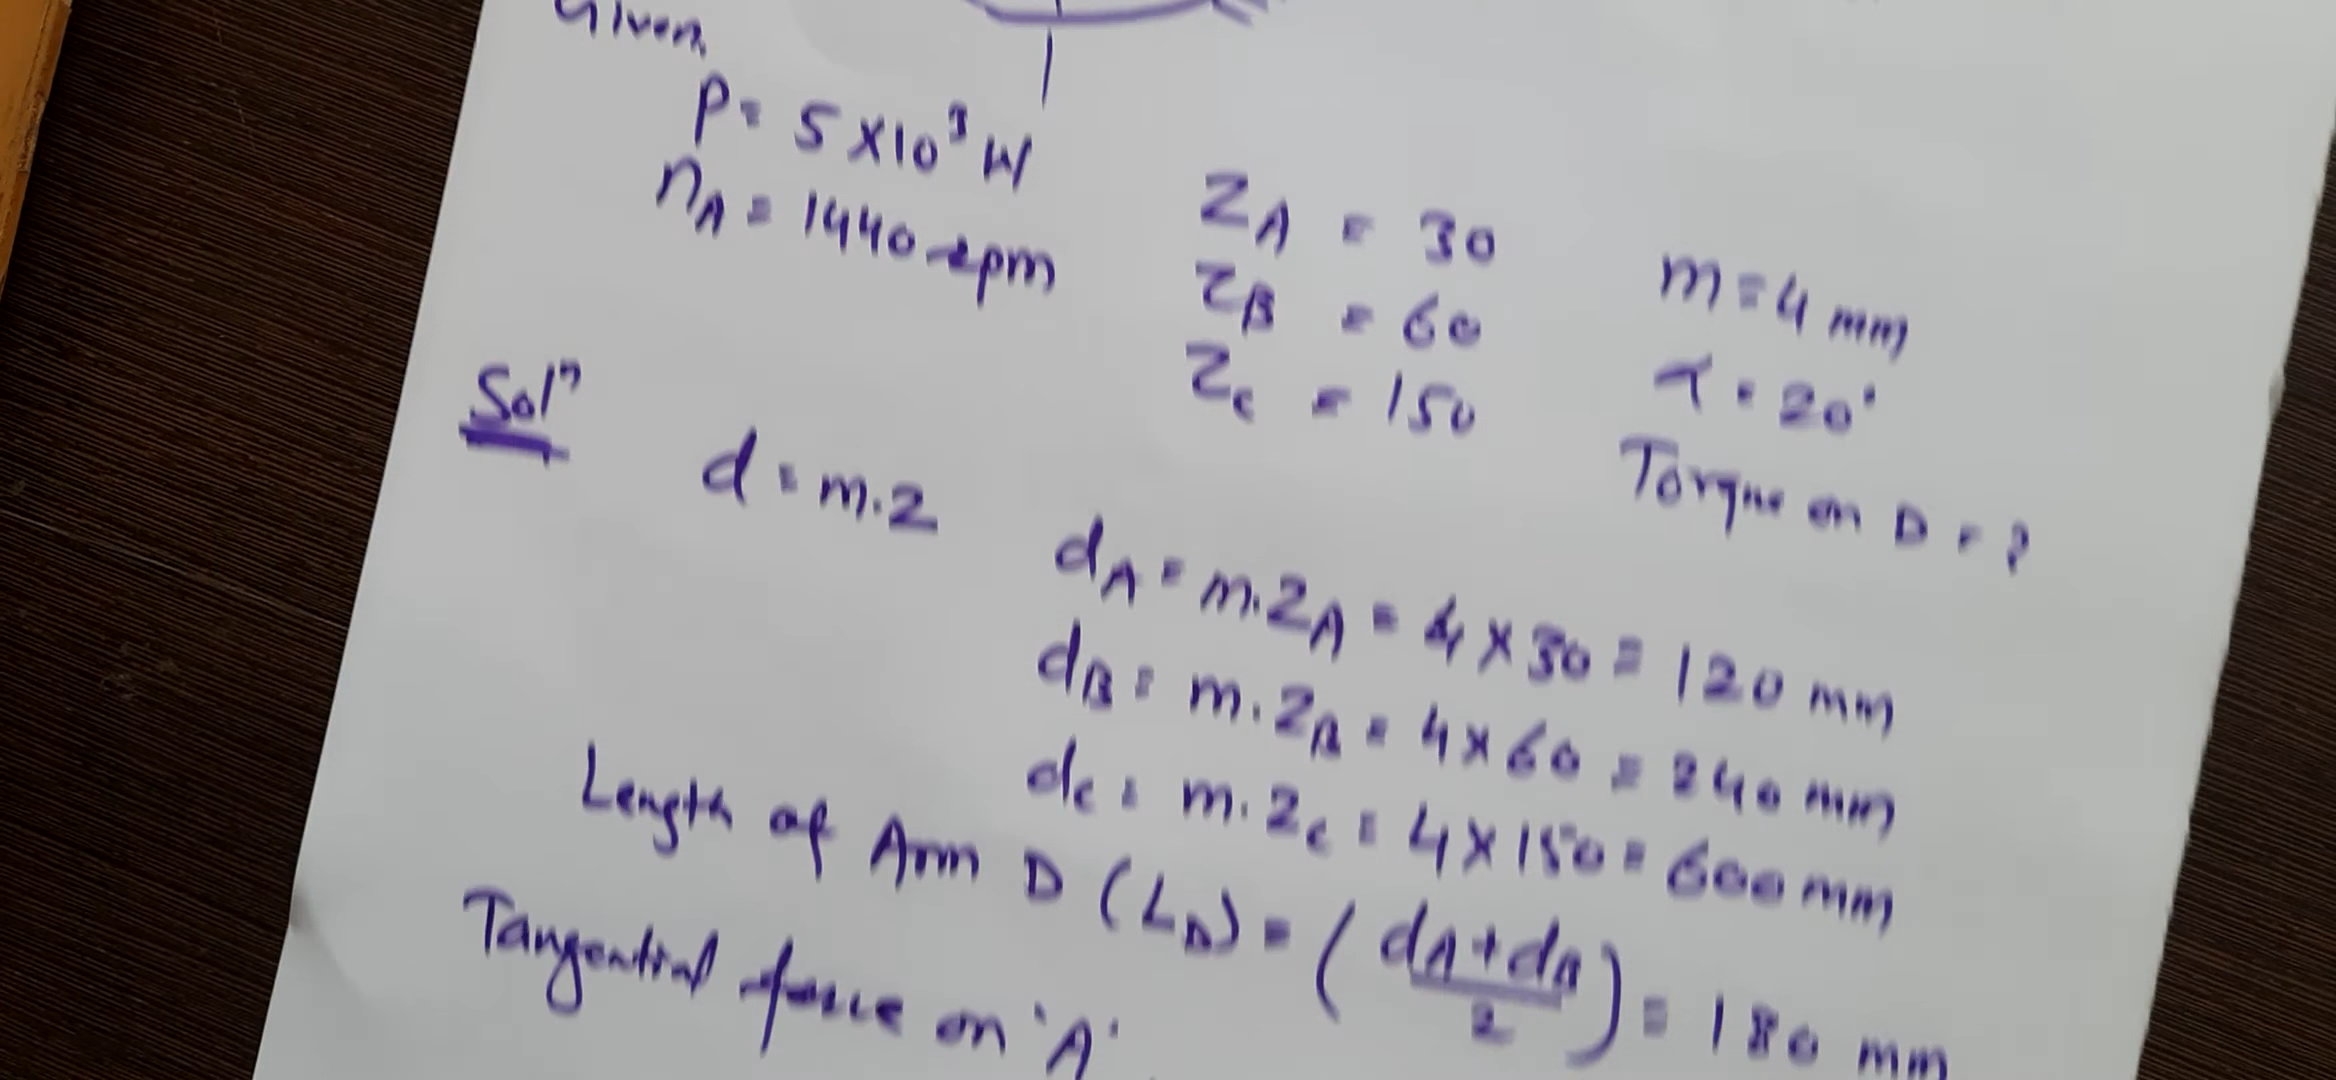 Given
P = 5 × 10³ W
nA = 1440 rpm
ZA = 30
ZB = 60
Zc = 150
m = 4 mm
α = 20°
Torque on D = ?
Solⁿ
d = m.z
dA = m.ZA = 4 × 30 = 120 mm
dB = m.ZB = 4 × 60 = 240 mm
dc = m.Zc = 4 × 150 = 600 mm
Length of Arm D (LD) = (dA + dB / 2) = 180 mm
Tangential force on 'A'